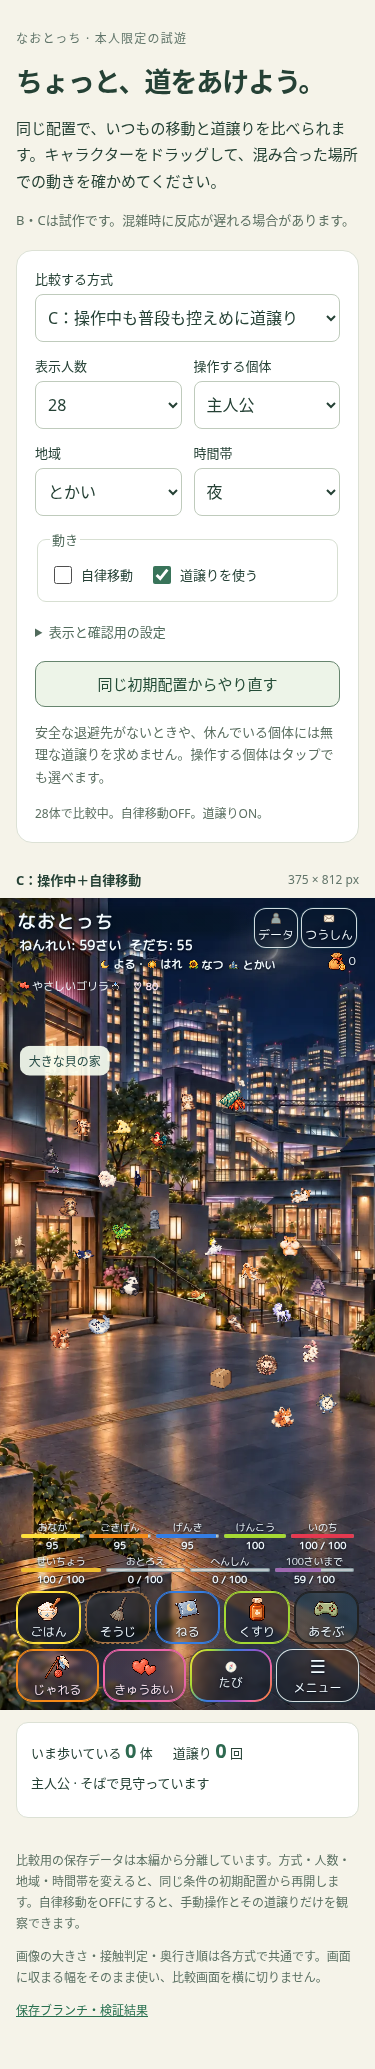 なおとっち · 本人限定の試遊
ちょっと、道をあけよう。
同じ配置で、いつもの移動と道譲りを比べられま
す。キャラクターをドラッグして、混み合った場所
での動きを確かめてください。
B・Cは試作です。混雑時に反応が遅れる場合があります。
比較する方式
C：操作中も普段も控えめに道譲り
表示人数 操作する個体
28 主人公
地域 時間帯
とかい 夜
動き
自律移動 道譲りを使う
▶ 表示と確認用の設定
同じ初期配置からやり直す
安全な退避先がないときや、休んでいる個体には無
理な道譲りを求めません。操作する個体はタップで
も選べます。
28体で比較中。自律移動OFF。道譲りON。
C：操作中＋自律移動 375 × 812 px
なおとっち
データ つうしん
ねんれい: 59さい そだち: 55
よる · はれ なつ とかい
0
やさしいゴリラ 80
大きな貝の家
おなか ごきげん げんき けんこう いのち
95 95 95 100 100 / 100
せいちょう おとろえ へんしん 100さいまで
100 / 100 0 / 100 0 / 100 59 / 100
ごはん そうじ ねる くすり あそぶ
じゃれる きゅうあい たび メニュー
いま歩いている 0 体 道譲り 0 回
主人公 · そばで見守っています
比較用の保存データは本編から分離しています。方式・人数・
地域・時間帯を変えると、同じ条件の初期配置から再開しま
す。自律移動をOFFにすると、手動操作とその道譲りだけを観
察できます。
画像の大きさ・接触判定・奥行き順は各方式で共通です。画面
に収まる幅をそのまま使い、比較画面を横に切りません。
保存ブランチ・検証結果